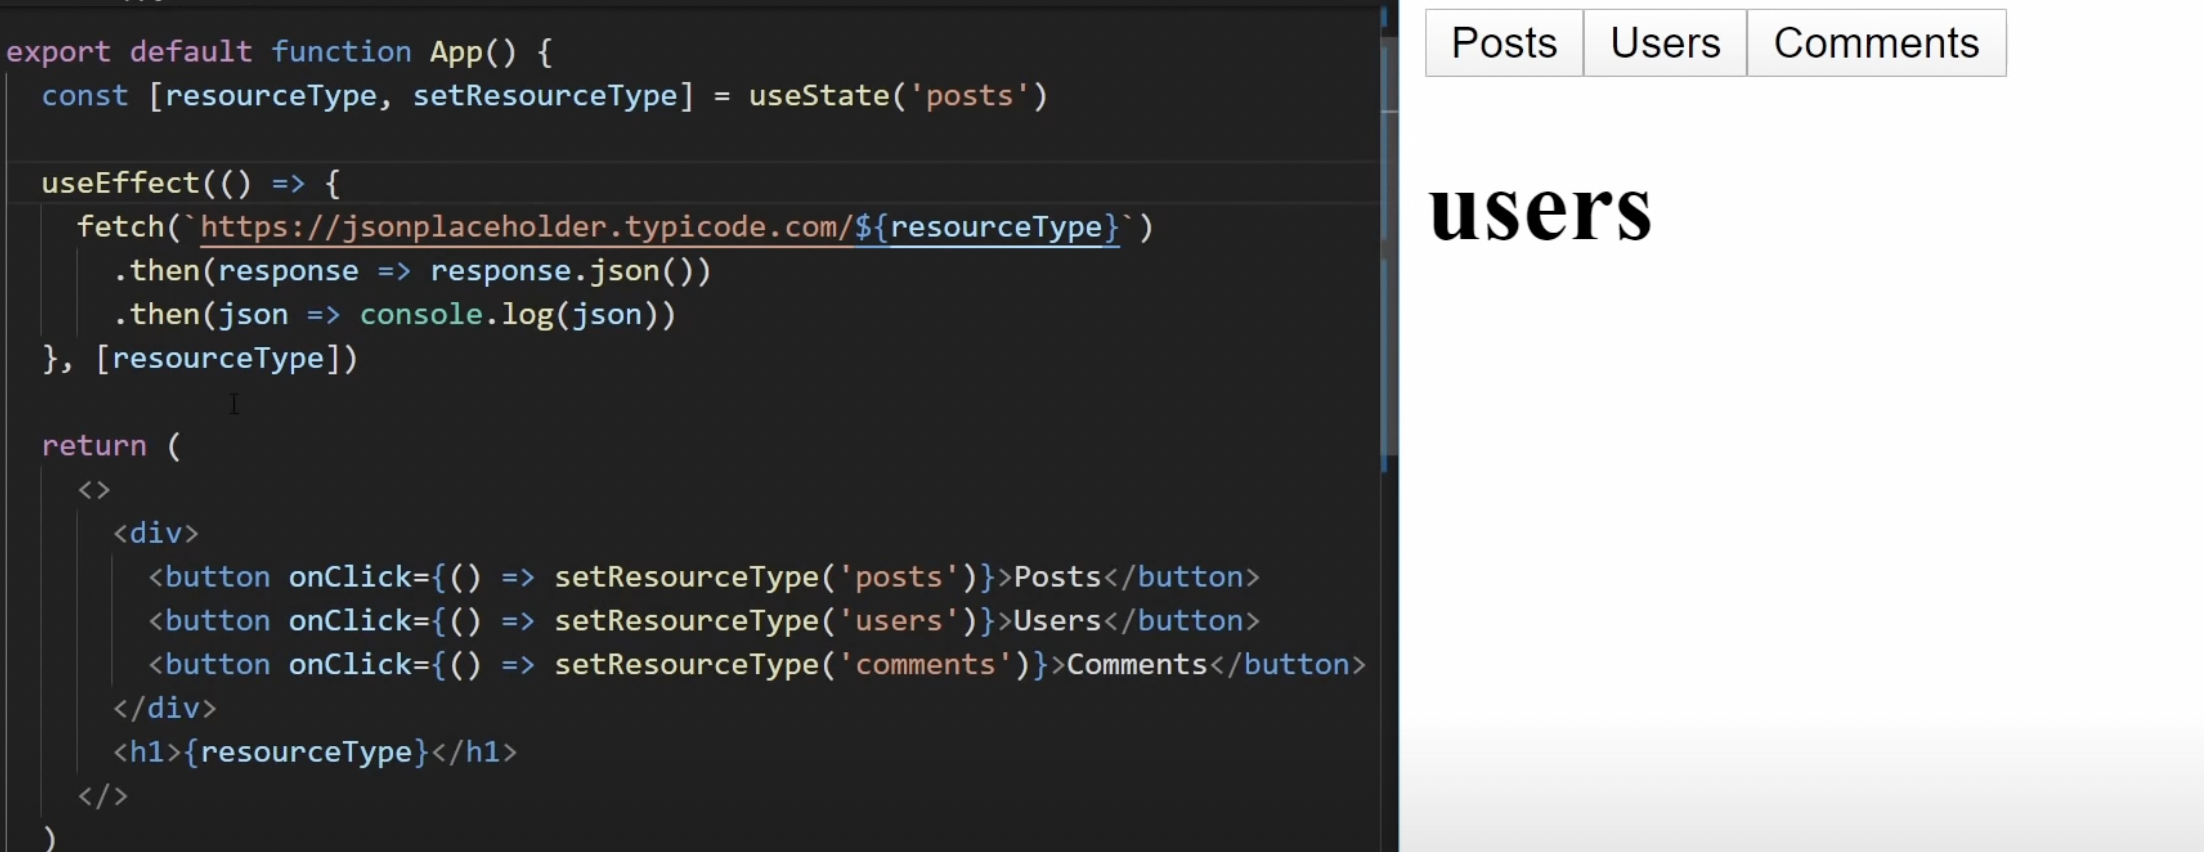 export default function App() {
const [resourceType, setResourceType] = useState('posts')
useEffect(() => {
fetch(`https://jsonplaceholder.typicode.com/${resourceType}`)
.then(response => response.json())
.then(json => console.log(json))
}, [resourceType])
return (
<>
<div>
<button onClick={() => setResourceType('posts')}>Posts</button>
<button onClick={() => setResourceType('users')}>Users</button>
<button onClick={() => setResourceType('comments')}>Comments</button>
</div>
<h1>{resourceType}</h1>
</>
)
Posts Users Comments
users